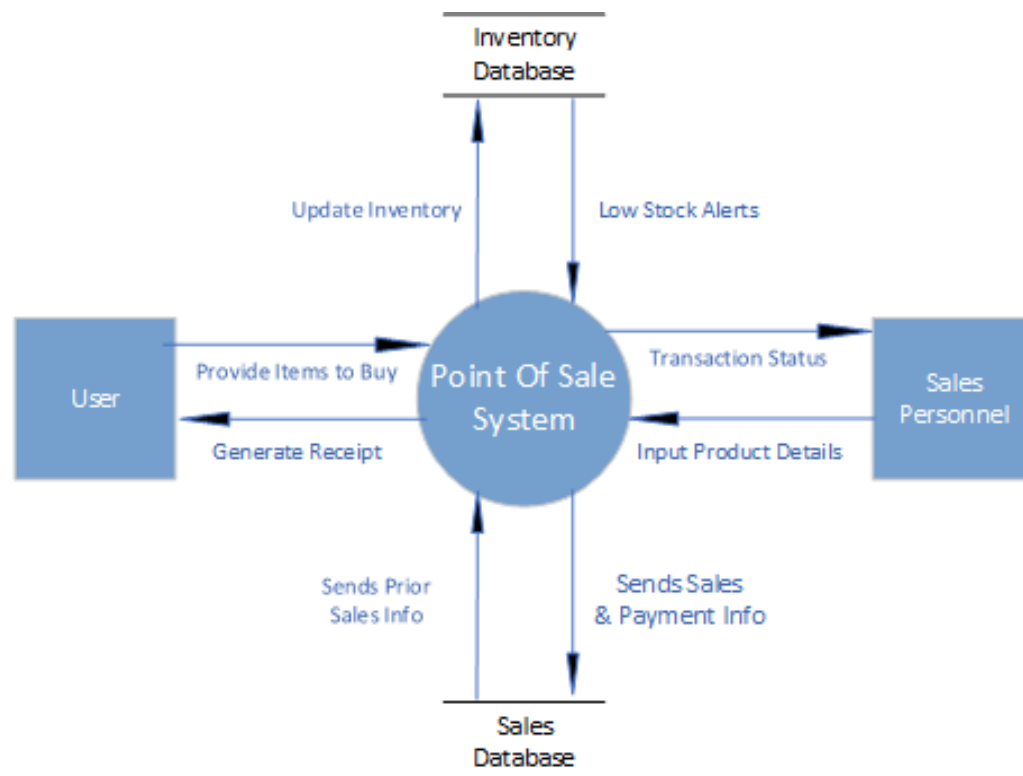 Inventory
Database
Update Inventory
Low Stock Alerts
User
Provide Items to Buy
Generate Receipt
Point Of Sale
System
Transaction Status
Input Product Details
Sales
Personnel
Sends Prior
Sales Info
Sends Sales
& Payment Info
Sales
Database